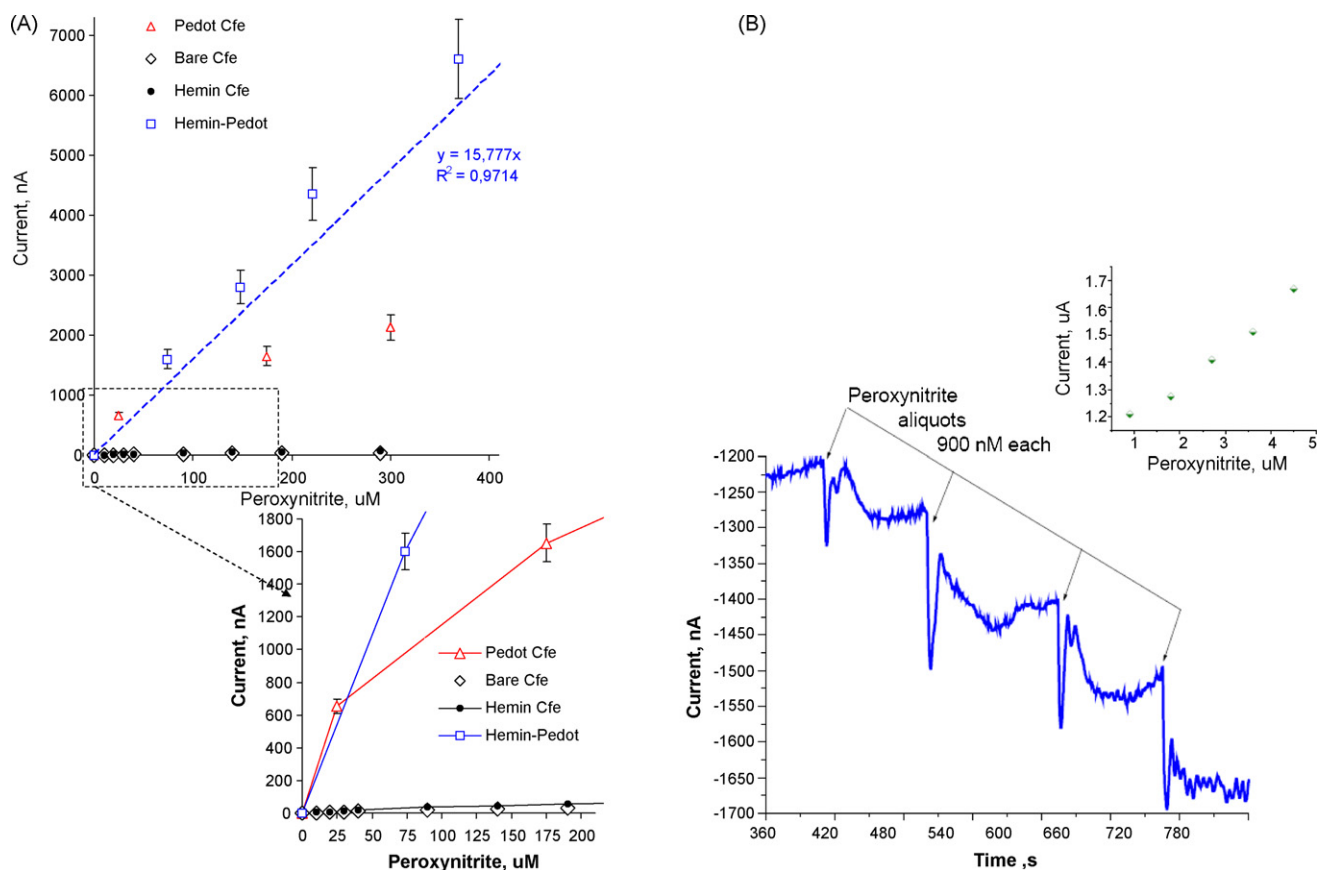 (A)
7000
6000
5000
4000
3000
2000
1000
0
Current, nA
Pedot Cfe
Bare Cfe
Hemin Cfe
Hemin-Pedot
y = 15,777x
R² = 0,9714
0 100 200 300 400
Peroxynitrite, uM
1800
1600
1400
1200
1000
800
600
400
200
0
Current, nA
Pedot Cfe
Bare Cfe
Hemin Cfe
Hemin-Pedot
0 25 50 75 100 125 150 175 200
Peroxynitrite, uM
(B)
1.7
1.6
1.5
1.4
1.3
1.2
Current, uA
1 2 3 4 5
Peroxynitrite, uM
Peroxynitrite
aliquots
900 nM each
-1200
-1250
-1300
-1350
-1400
-1450
-1500
-1550
-1600
-1650
-1700
Current, nA
360 420 480 540 600 660 720 780
Time ,s